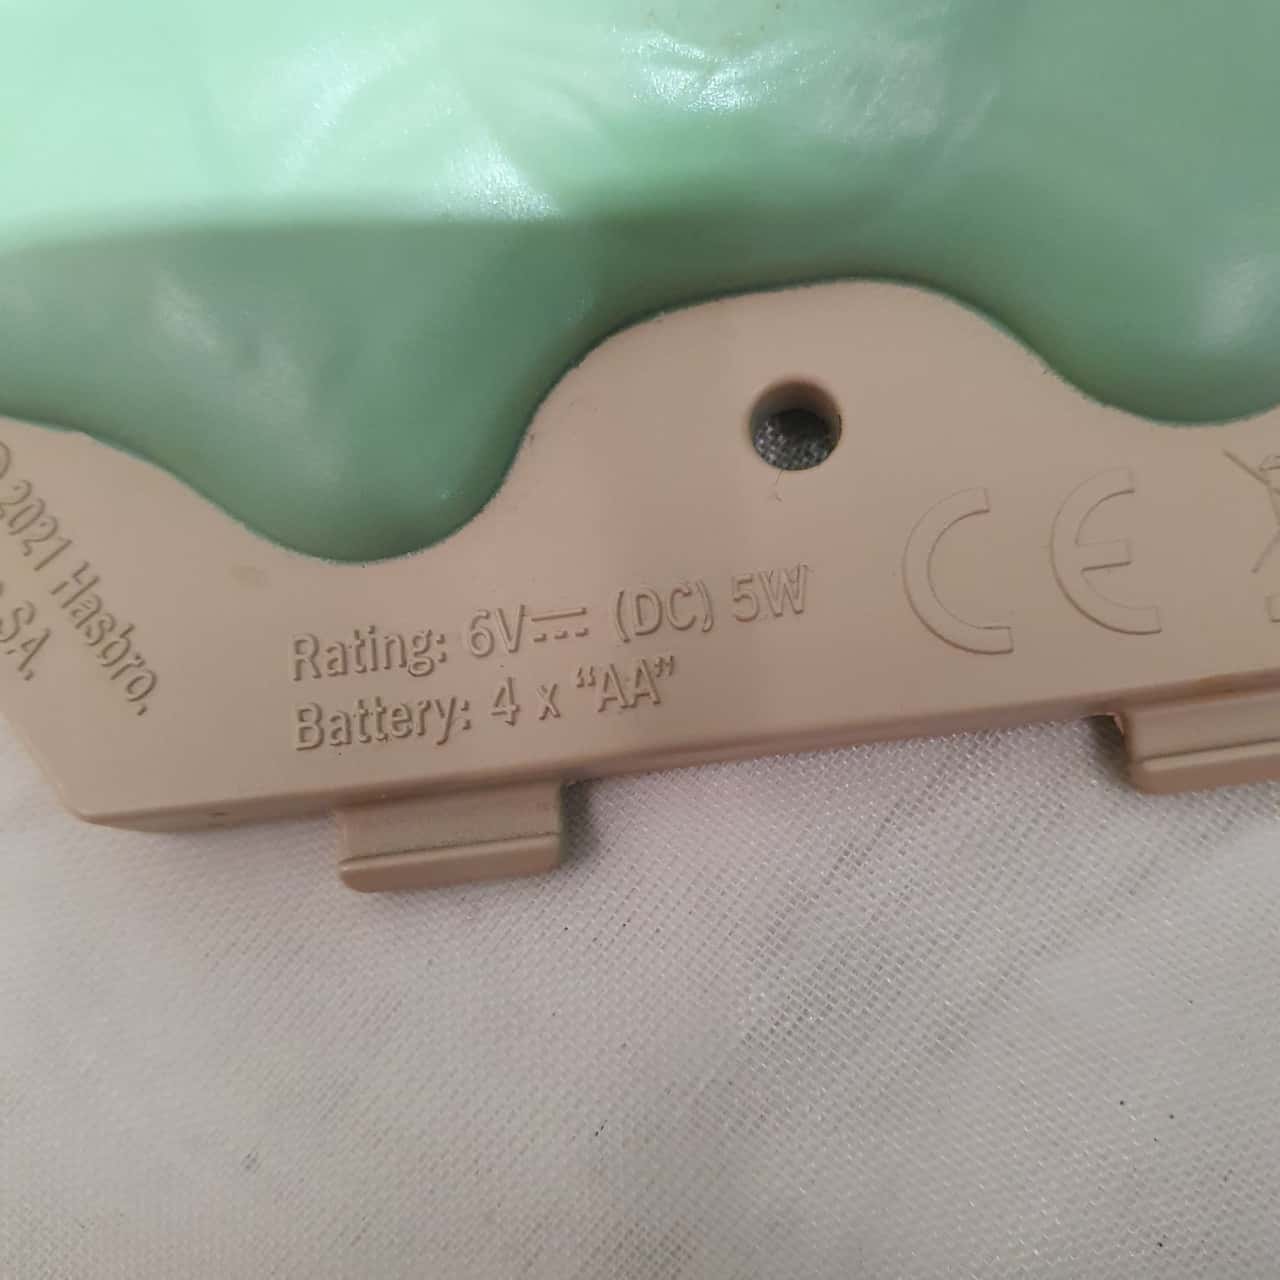 © 2021 Hasbro.
Rating: 6V⎓ (DC) 5W
Battery: 4 x “AA”
CE